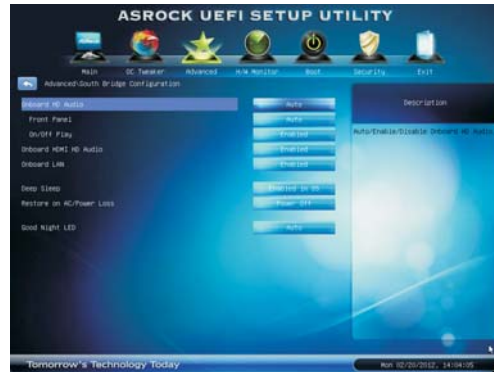 ASROCK UEFI SETUP UTILITY
Main OC Tweaker Advanced H/W Monitor Boot Security Exit
Advanced\South Bridge Configuration
Onboard HD Audio Auto
Front Panel Auto
On/Off Play Enabled
Onboard HDMI HD Audio Enabled
Onboard LAN Enabled
Deep Sleep Enabled in S5
Restore on AC/Power Loss Power Off
Good Night LED Auto
Description
Auto/Enable/Disable Onboard HD Audio
Tomorrow's Technology Today
Mon 02/20/2012, 14:04:05